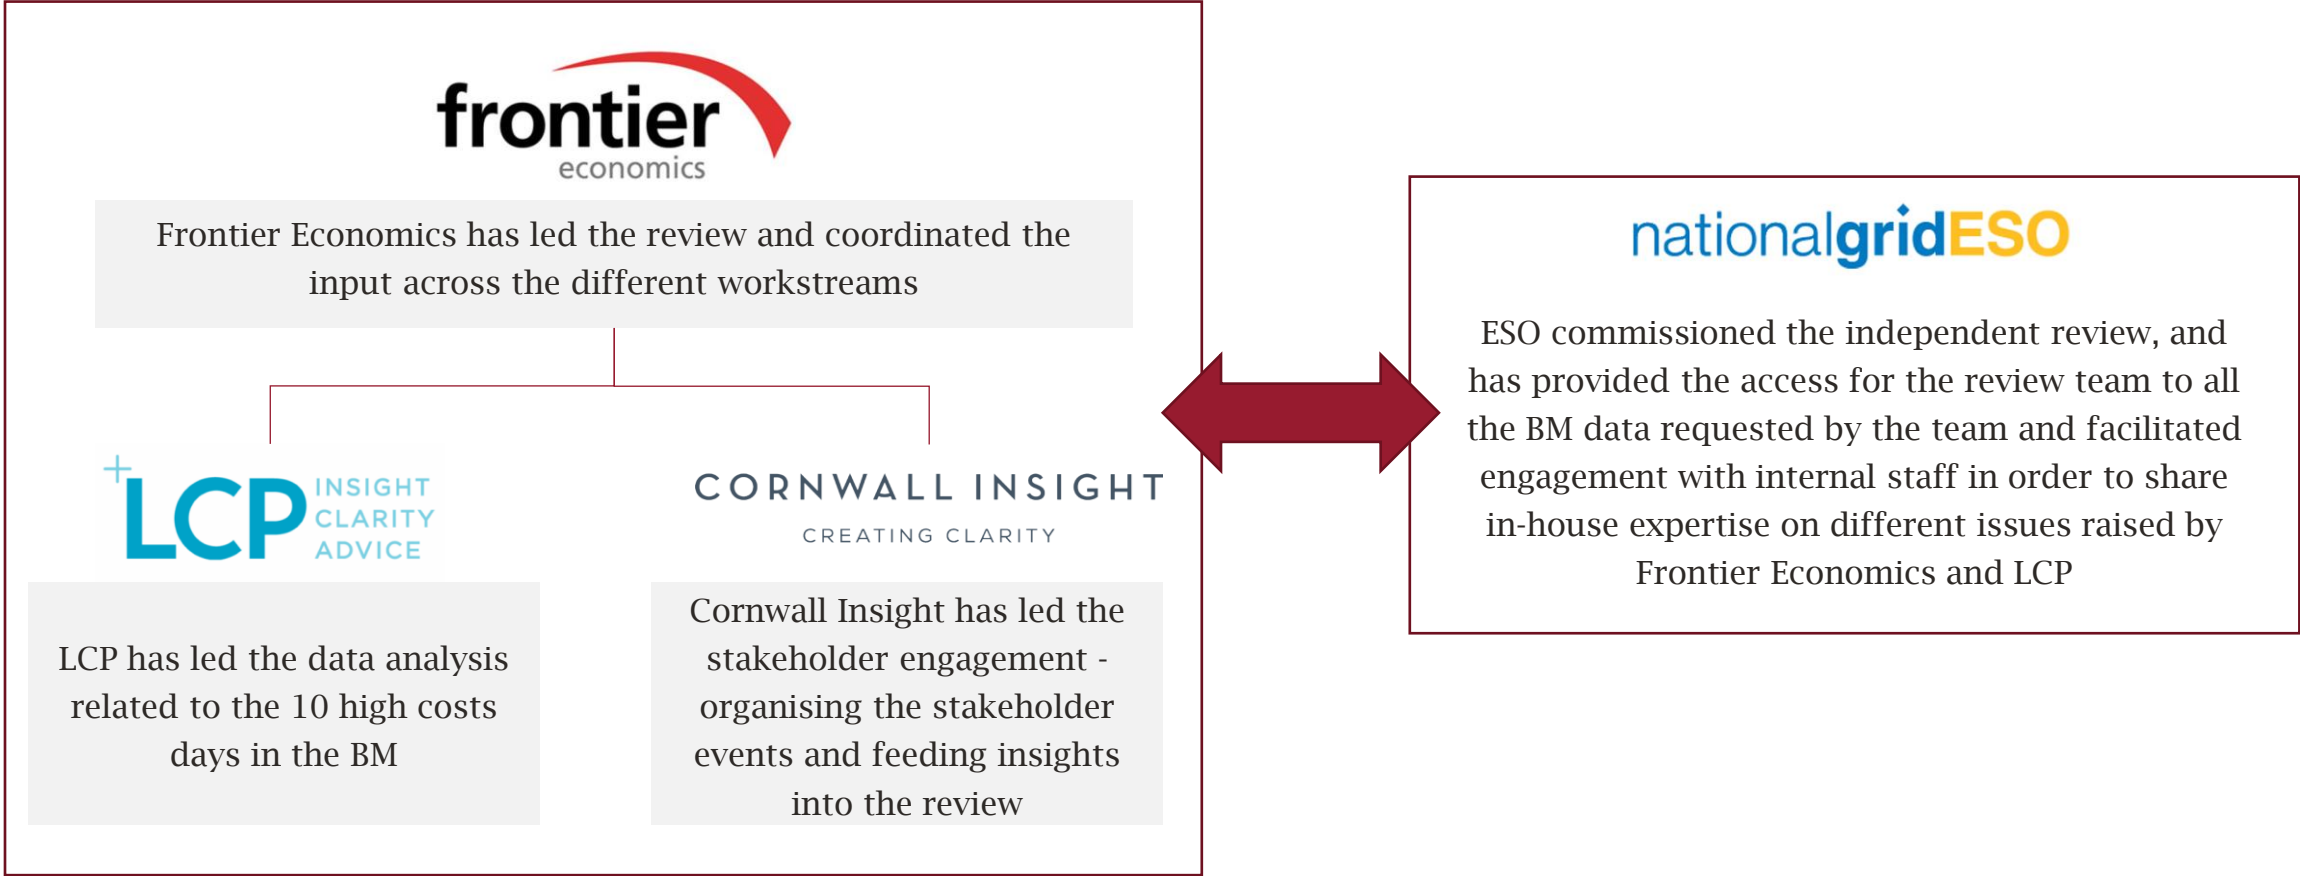 frontier
economics
Frontier Economics has led the review and coordinated the
input across the different workstreams
+LCP INSIGHT
CLARITY
ADVICE
LCP has led the data analysis
related to the 10 high costs
days in the BM
CORNWALL INSIGHT
CREATING CLARITY
Cornwall Insight has led the
stakeholder engagement -
organising the stakeholder
events and feeding insights
into the review
nationalgridESO
ESO commissioned the independent review, and
has provided the access for the review team to all
the BM data requested by the team and facilitated
engagement with internal staff in order to share
in-house expertise on different issues raised by
Frontier Economics and LCP